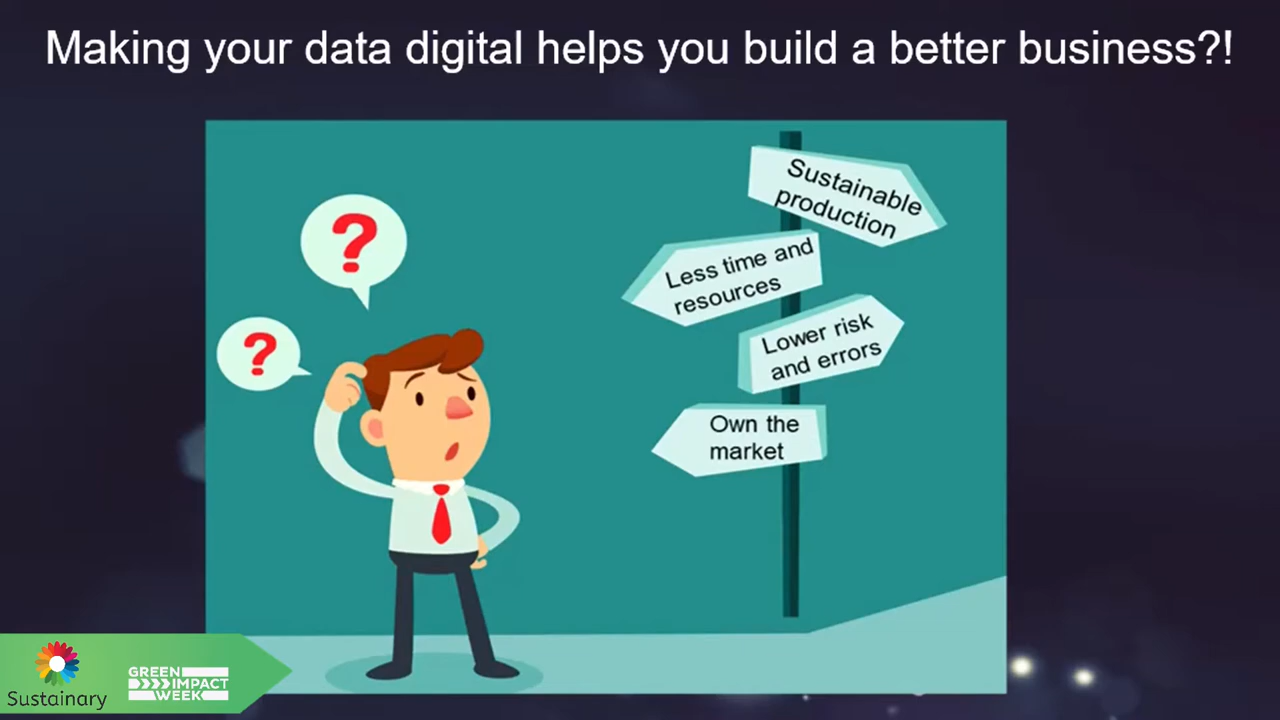 Making your data digital helps you build a better business?!
?
?
Sustainable
production
Less time and
resources
Lower risk
and errors
Own the
market
Sustainary
GREEN
IMPACT
WEEK